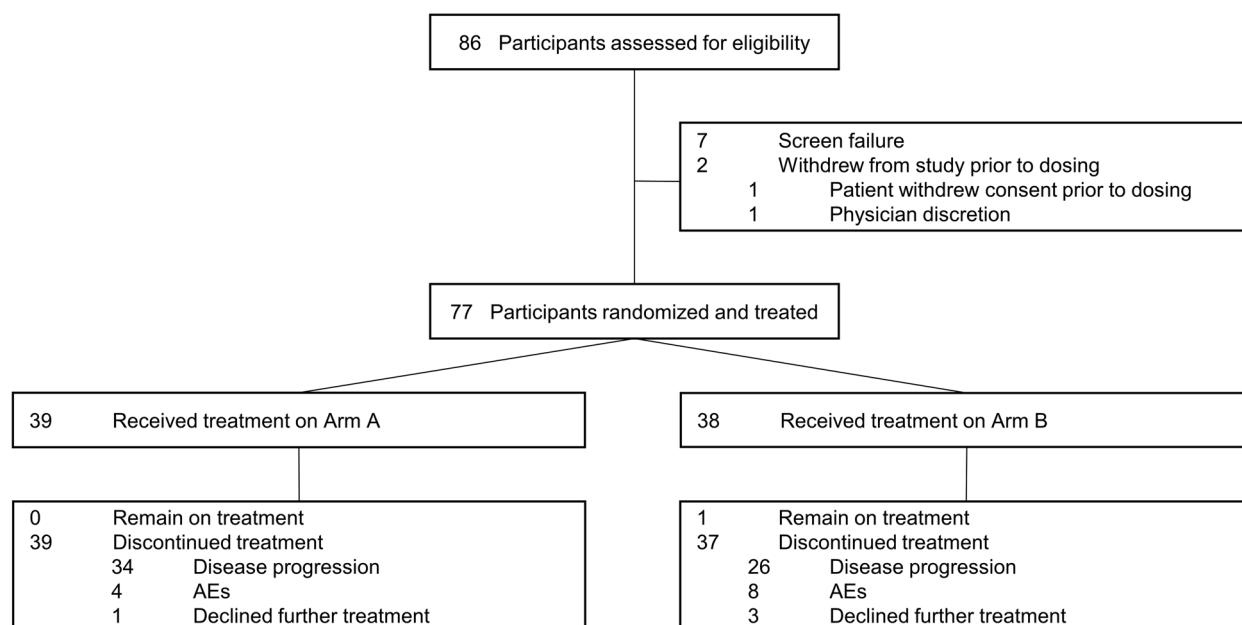 86 Participants assessed for eligibility
7 Screen failure
2 Withdrew from study prior to dosing
1 Patient withdrew consent prior to dosing
1 Physician discretion
77 Participants randomized and treated
39 Received treatment on Arm A
38 Received treatment on Arm B
0 Remain on treatment
39 Discontinued treatment
34 Disease progression
4 AEs
1 Declined further treatment
1 Remain on treatment
37 Discontinued treatment
26 Disease progression
8 AEs
3 Declined further treatment